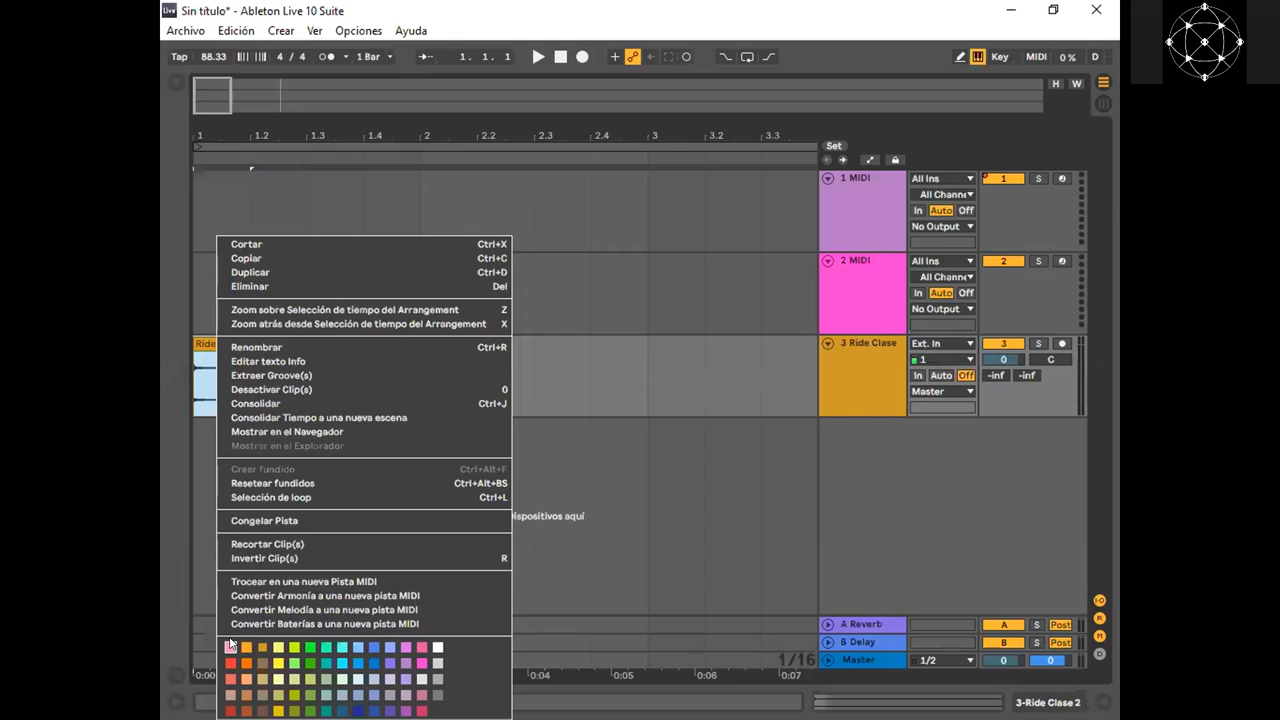 Live Sin título* - Ableton Live 10 Suite
Archivo Edición Crear Ver Opciones Ayuda
Tap 88.33 4 / 4 1 Bar 1. 1. 1 Key MIDI 0 % D
H W
1 1.2 1.3 1.4 2 2.2 2.3 2.4 3 3.2 3.3
Set
1 MIDI All Ins 1 S
All Channe
In Auto Off
No Output
2 MIDI All Ins 2 S
All Channe
In Auto Off
No Output
Ride
3 Ride Clase Ext. In 3 S
1 0 C
In Auto Off -inf -inf
Master
Cortar Ctrl+X
Copiar Ctrl+C
Duplicar Ctrl+D
Eliminar Del
Zoom sobre Selección de tiempo del Arrangement Z
Zoom atrás desde Selección de tiempo del Arrangement X
Renombrar Ctrl+R
Editar texto Info
Extraer Groove(s)
Desactivar Clip(s) 0
Consolidar Ctrl+J
Consolidar Tiempo a una nueva escena
Mostrar en el Navegador
Mostrar en el Explorador
Crear fundido Ctrl+Alt+F
Resetear fundidos Ctrl+Alt+BS
Selección de loop Ctrl+L
Congelar Pista
Recortar Clip(s)
Invertir Clip(s) R
Trocear en una nueva Pista MIDI
Convertir Armonía a una nueva pista MIDI
Convertir Melodía a una nueva pista MIDI
Convertir Baterías a una nueva pista MIDI
ispositivos aquí
A Reverb A S Post
B Delay B S Post
1/16 Master 1/2 0 0
0:00 0:04 0:05 0:06 0:07
3-Ride Clase 2